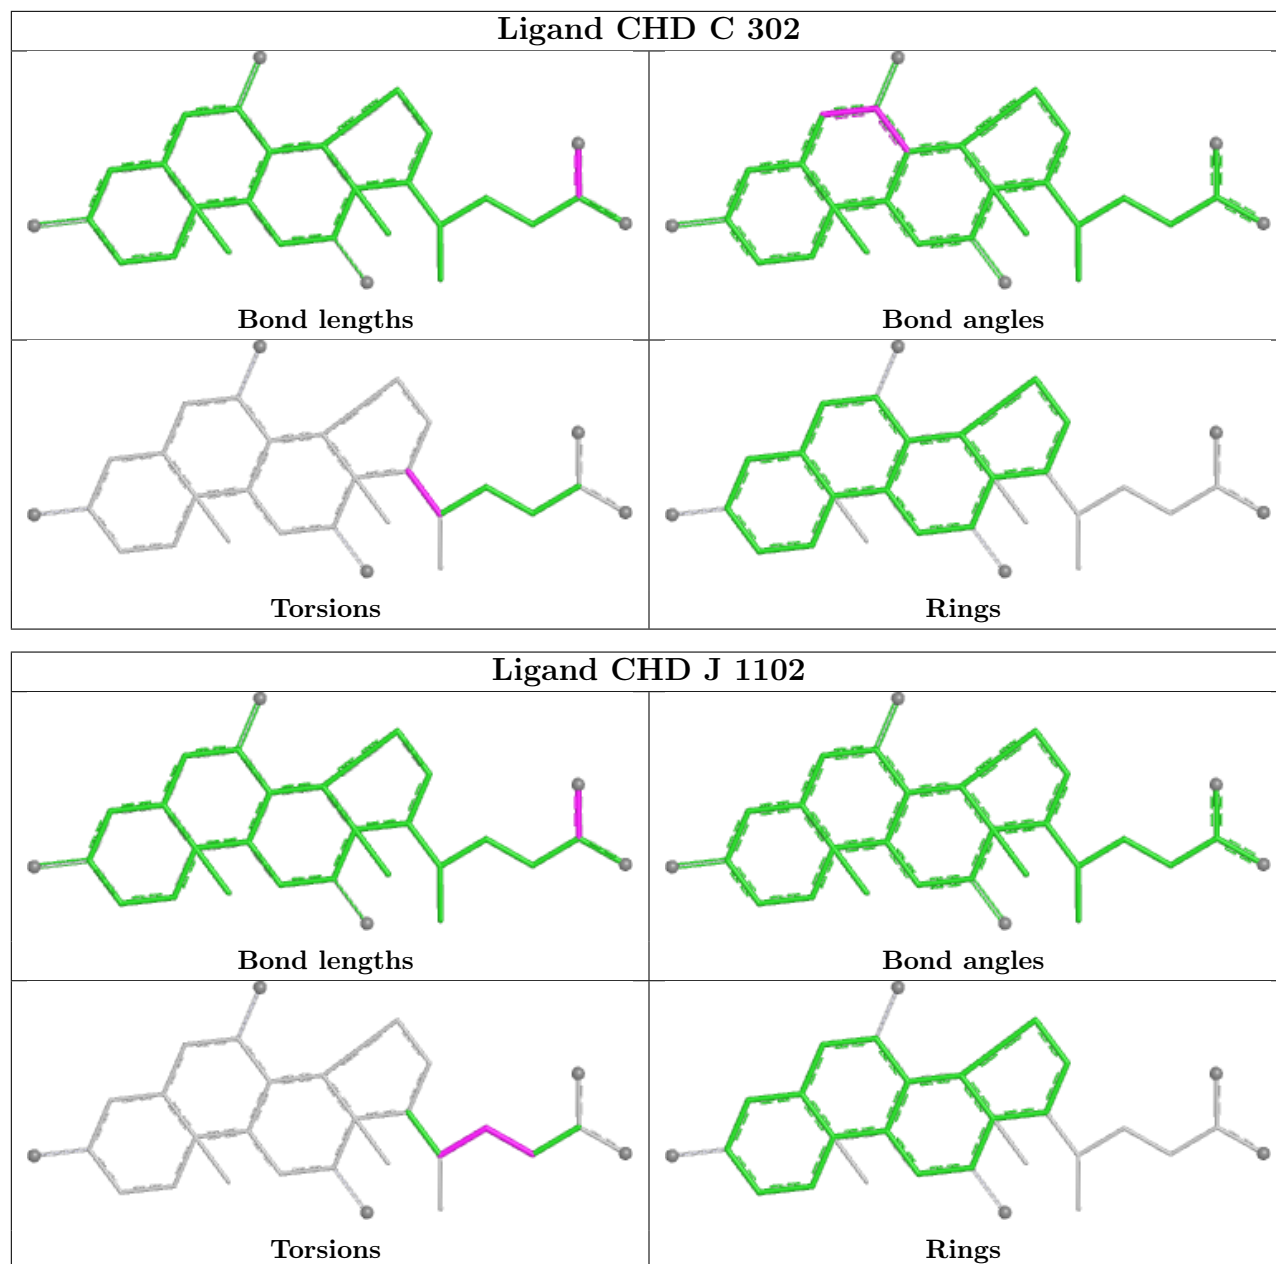 Ligand CHD C 302
Bond lengths
Bond angles
Torsions
Rings
Ligand CHD J 1102
Bond lengths
Bond angles
Torsions
Rings